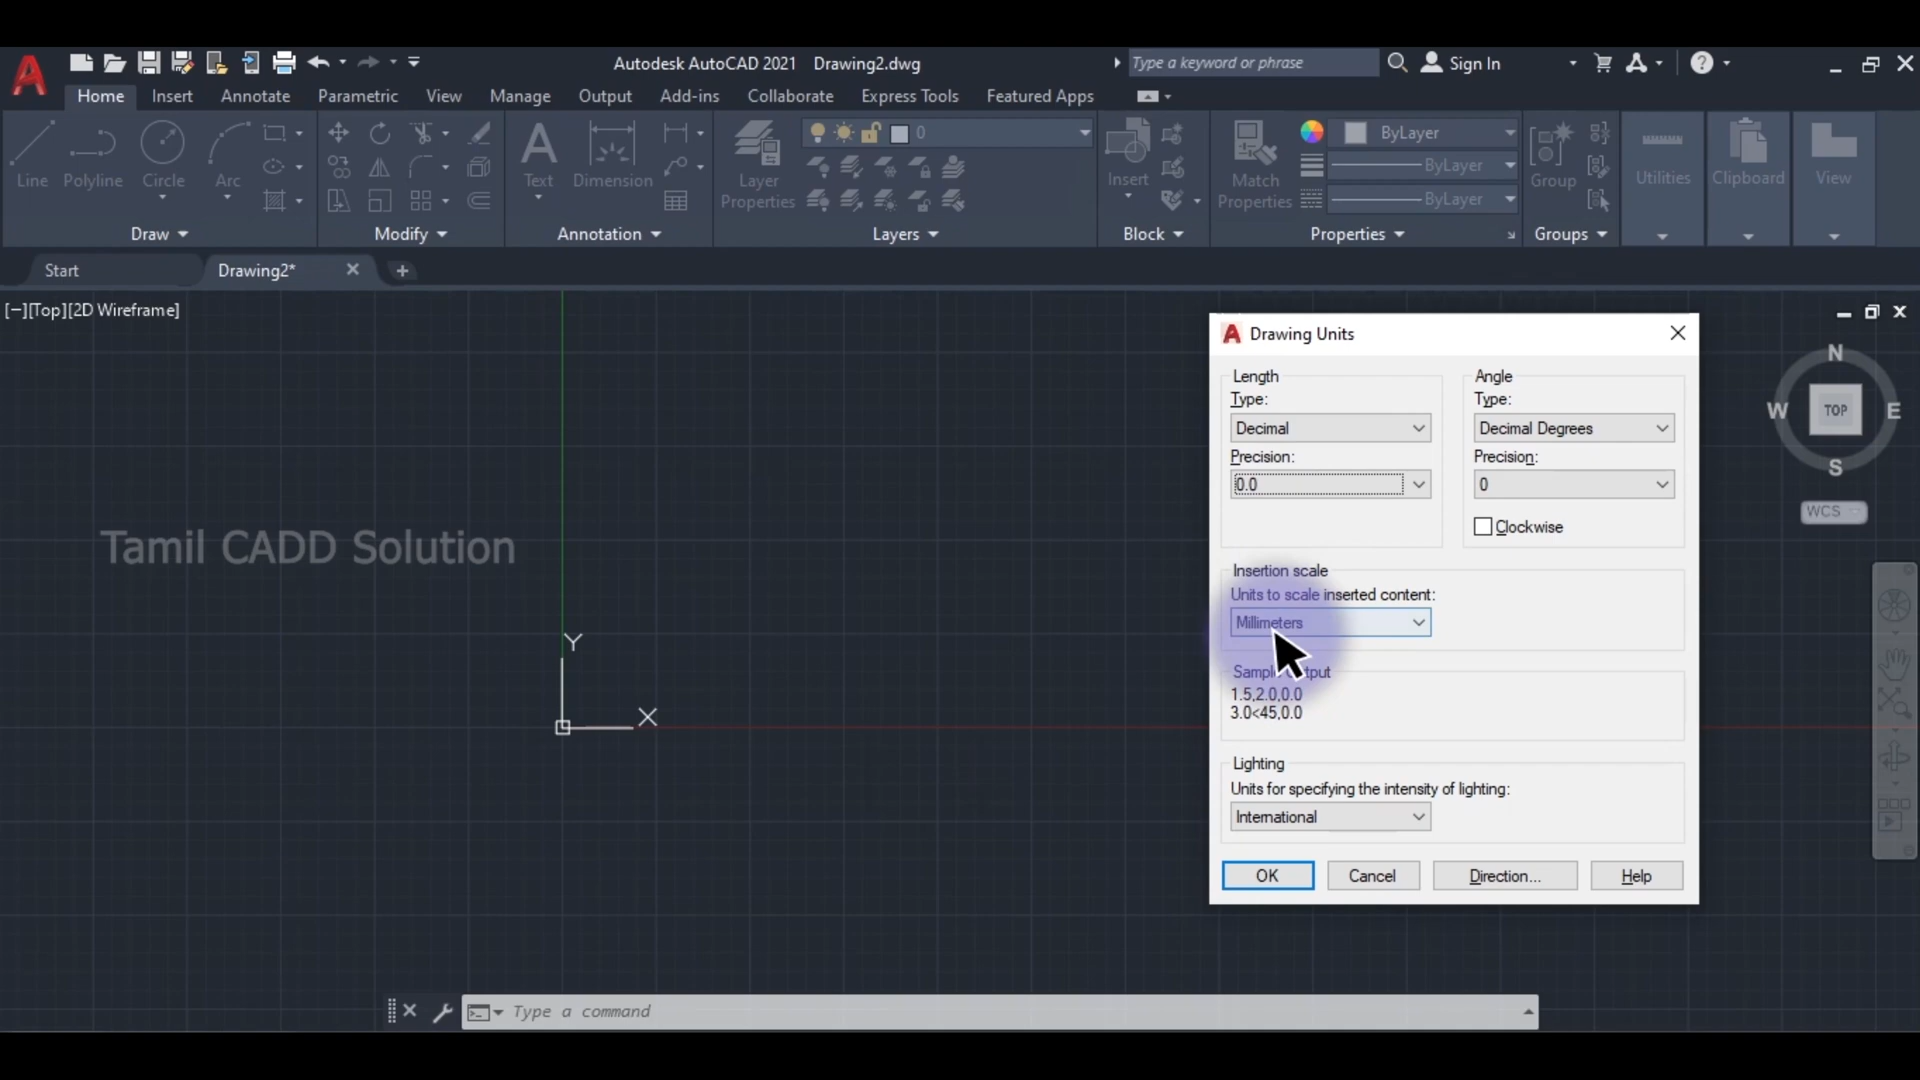 Autodesk AutoCAD 2021 Drawing2.dwg
Type a keyword or phrase
Sign In
Home Insert Annotate Parametric View Manage Output Add-ins Collaborate Express Tools Featured Apps
Line Polyline Circle Arc
Text Dimension
Layer Properties
0
Insert
Match Properties
ByLayer
ByLayer
ByLayer
Group
Utilities
Clipboard
View
Draw Modify Annotation Layers Block Properties Groups
Start Drawing2*
[−][Top][2D Wireframe]
Tamil CADD Solution
Y
X
Drawing Units
Length
Type:
Decimal
Precision:
0.0
Angle
Type:
Decimal Degrees
Precision:
0
Clockwise
Insertion scale
Units to scale inserted content:
Millimeters
Sample Output
1.5,2.0,0.0
3.0<45,0.0
Lighting
Units for specifying the intensity of lighting:
International
OK Cancel Direction... Help
N
W TOP E
S
WCS
Type a command